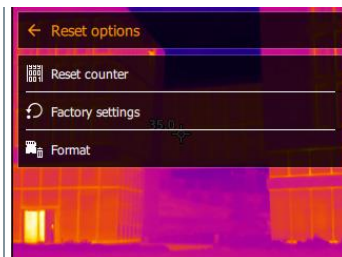 Reset options
Reset counter
Factory settings
35.0
Format